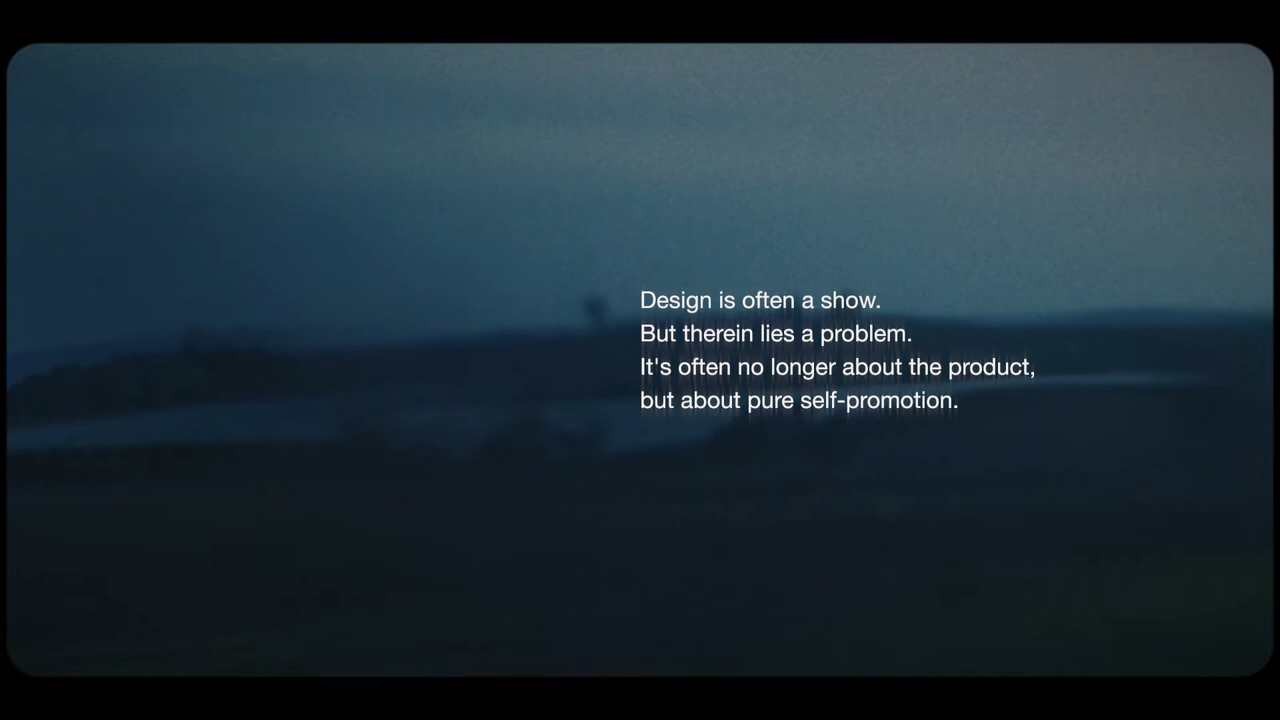 Design is often a show.
But therein lies a problem.
It's often no longer about the product,
but about pure self-promotion.